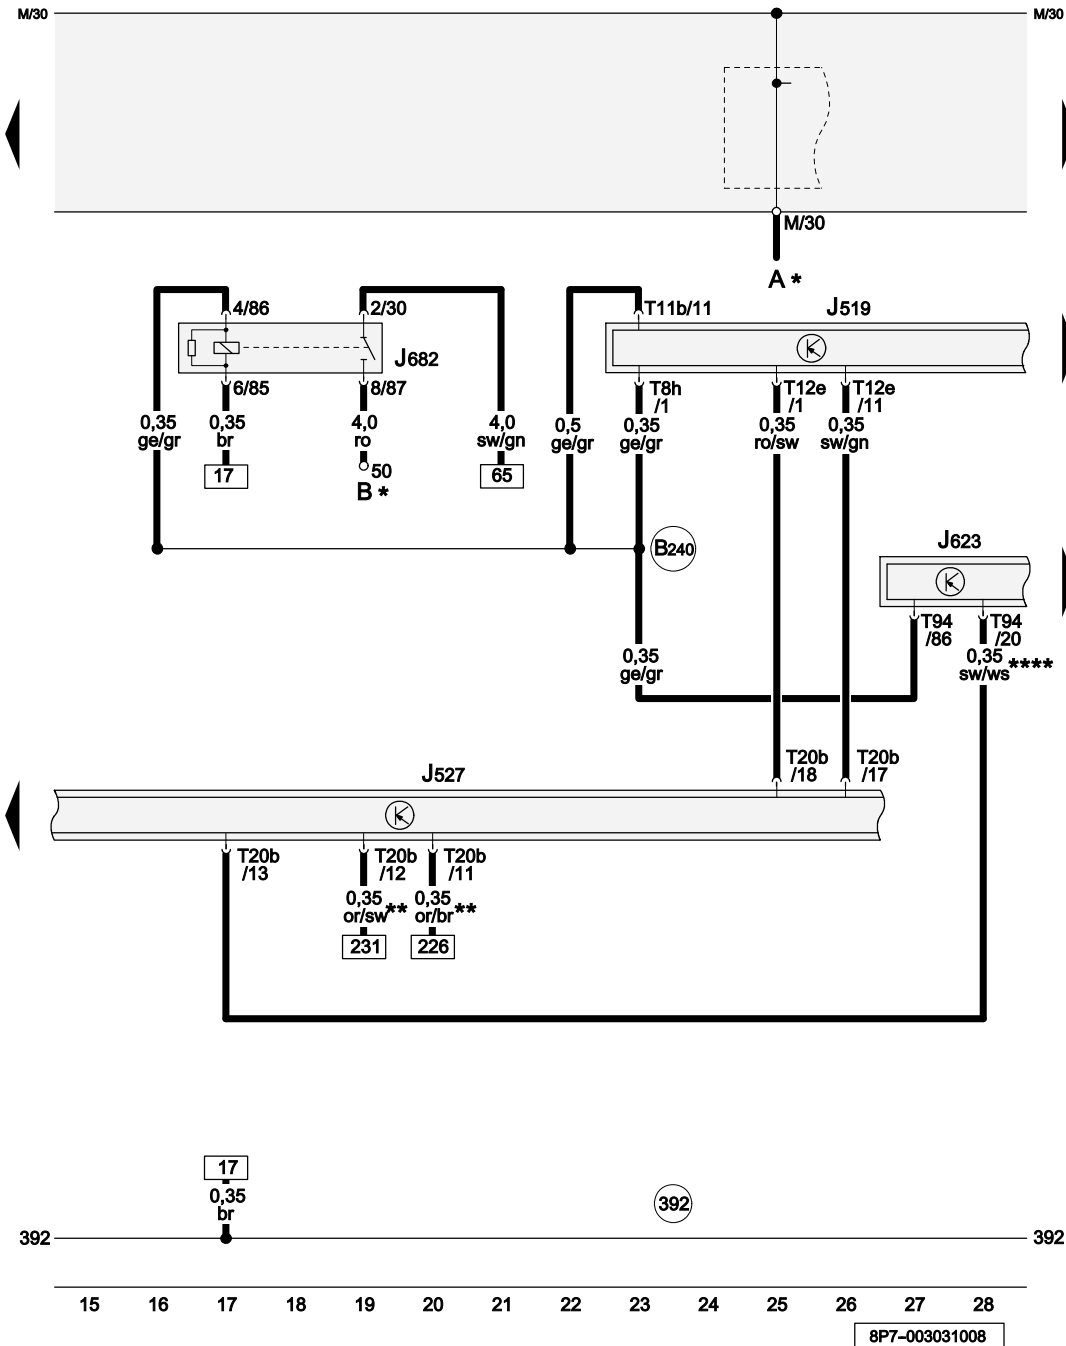 M/30 M/30
M/30
A *
4/86 2/30 T11b/11 J519
J682
6/85 8/87 T8h /1 T12e /1 T12e /11
0,35 ge/gr 0,35 br 4,0 ro 4,0 sw/gn 0,5 ge/gr 0,35 ge/gr 0,35 ro/sw 0,35 sw/gn
17 50 65
B *
B240 J623
T94 /86 T94 /20
0,35 ge/gr 0,35 sw/ws ****
T20b /18 T20b /17
J527
T20b /13 T20b /12 T20b /11
0,35 or/sw ** 0,35 or/br **
231 226
17
0,35
br
392
392 392
15 16 17 18 19 20 21 22 23 24 25 26 27 28
8P7-003031008